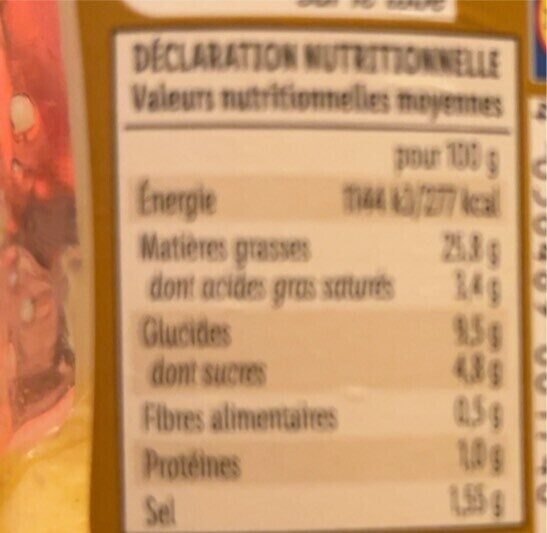 DÉCLARATION NUTRITIONNELLE
Valeurs nutritionnelles moyennes
pour 100 g
Énergie 1144 kJ/277 kcal
Matières grasses 25,8 g
dont acides gras saturés 3,4 g
Glucides 9,5 g
dont sucres 4,8 g
Fibres alimentaires 0,5 g
Protéines 1,0 g
Sel 1,55 g